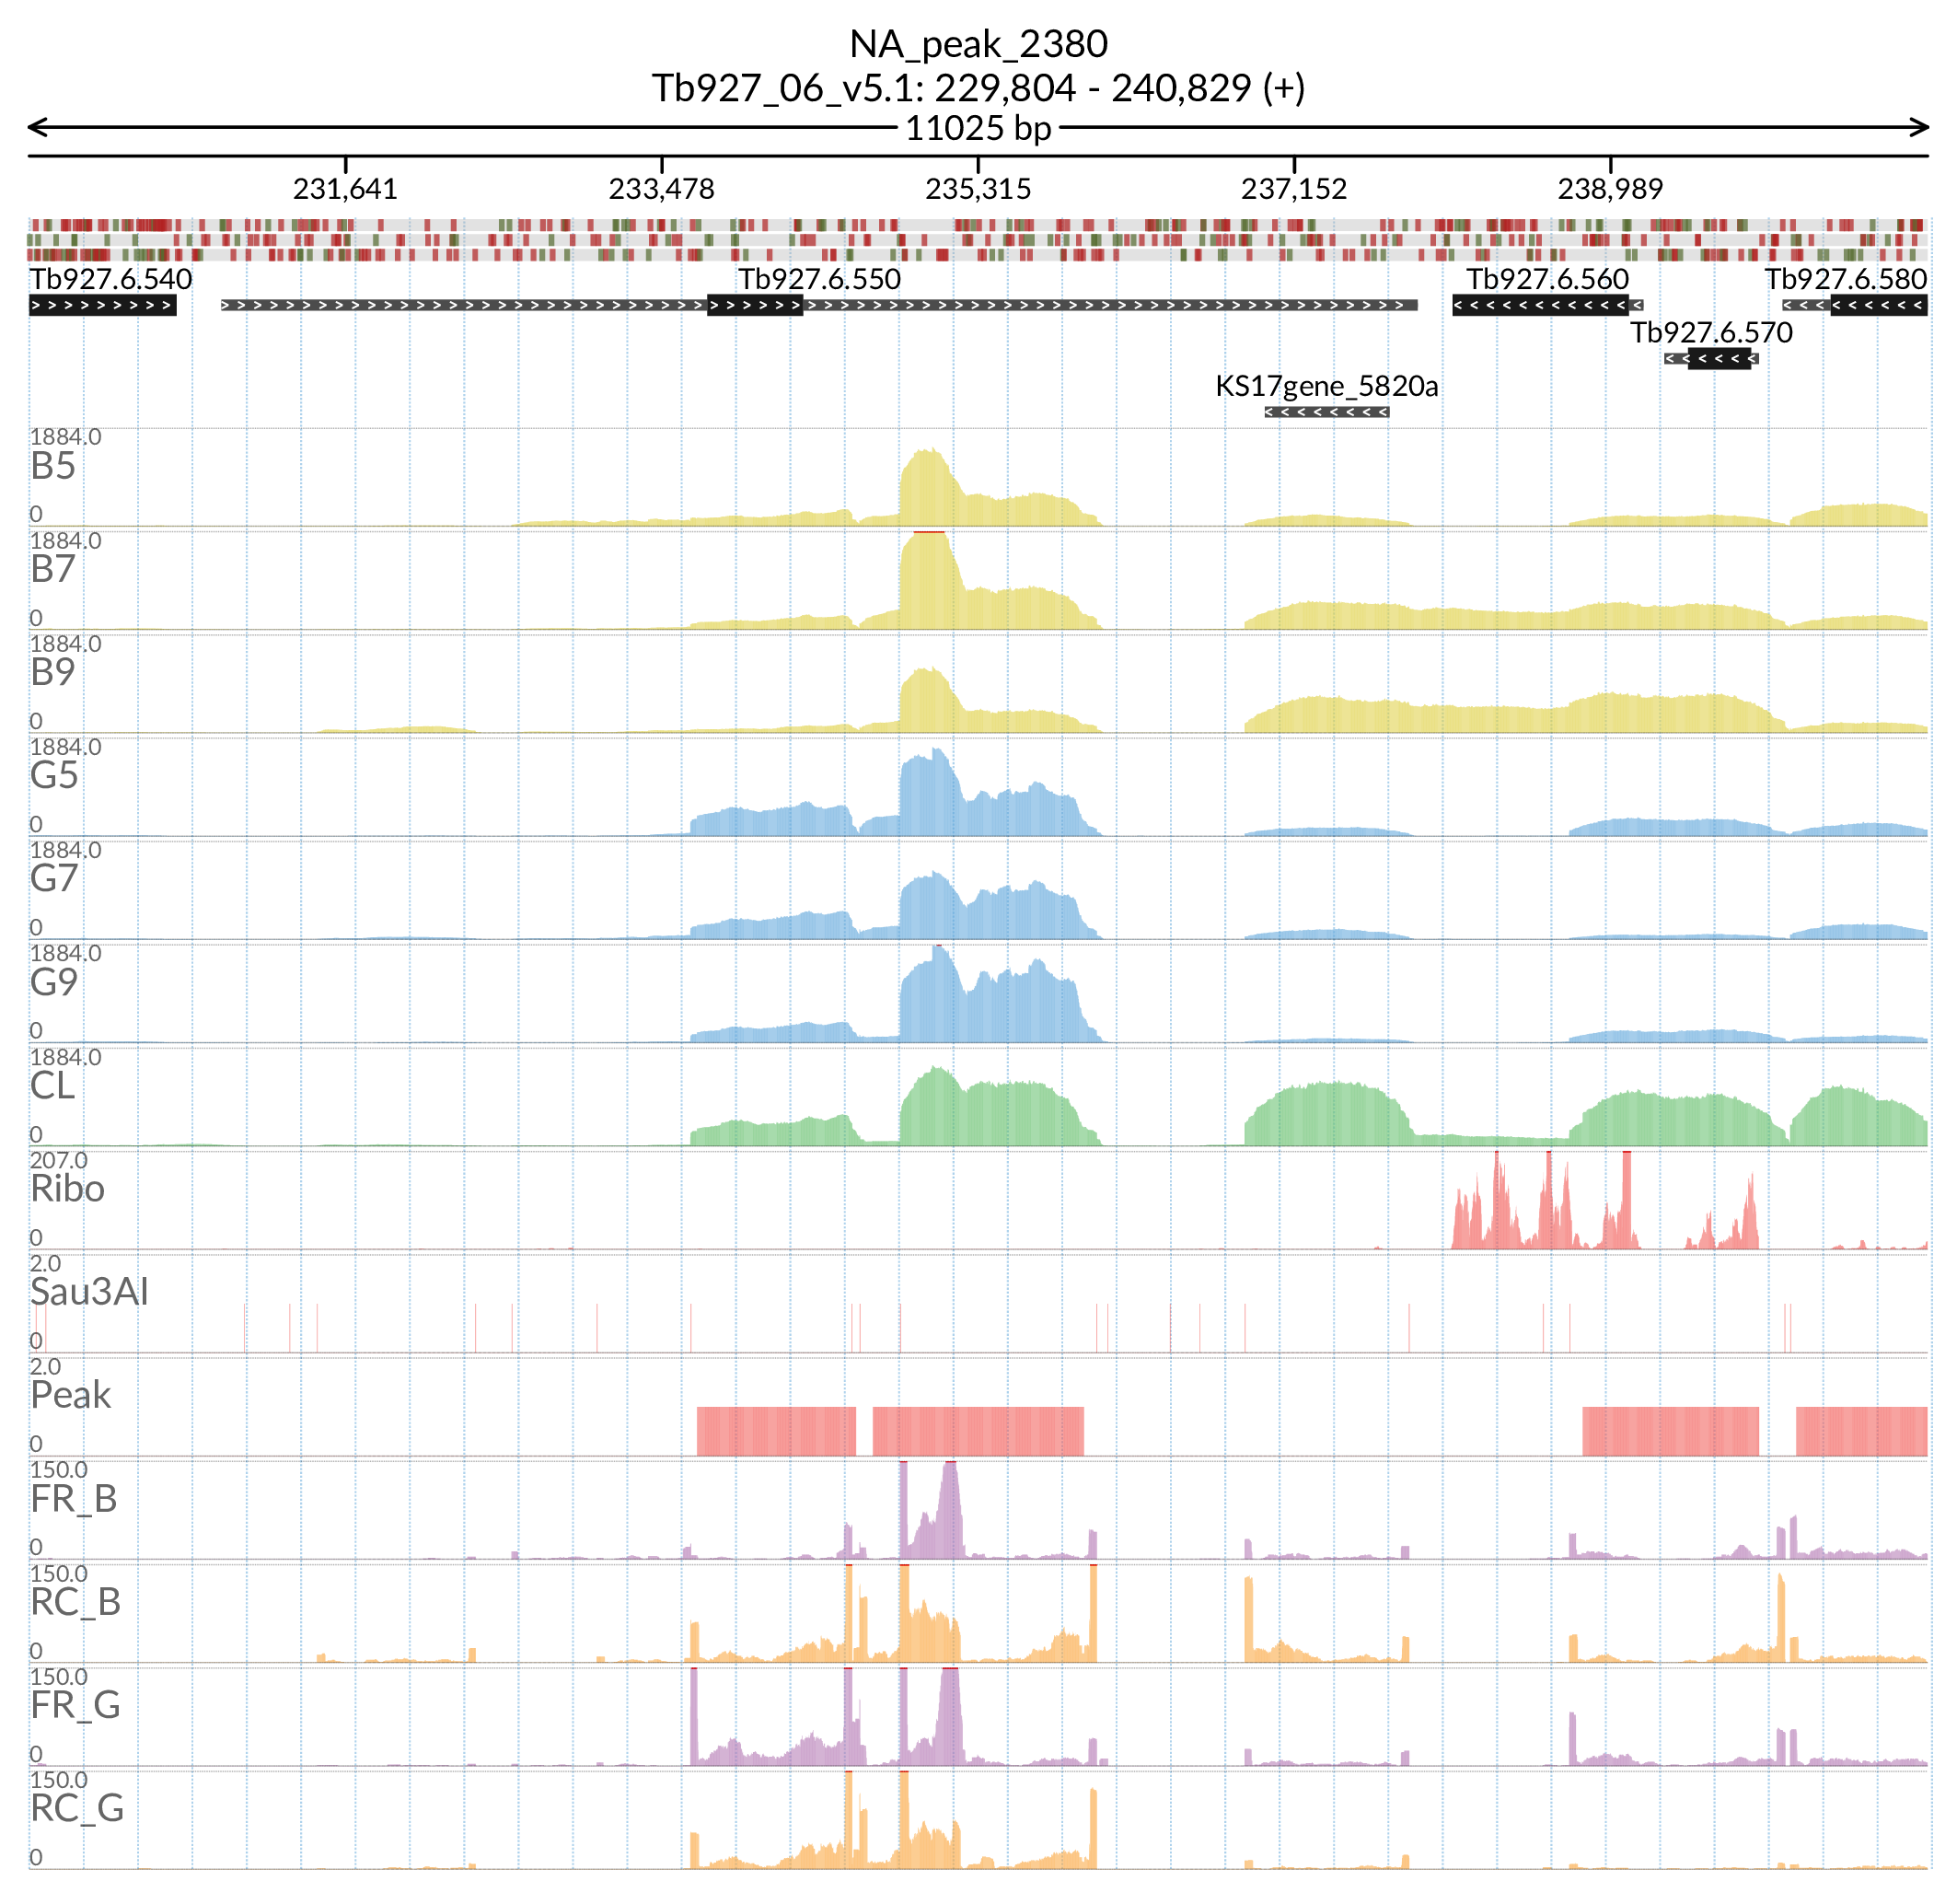 NA_peak_2380
Tb927_06_v5.1: 229,804 - 240,829 (+)
11025 bp
231,641 233,478 235,315 237,152 238,989
Tb927.6.540 Tb927.6.550 Tb927.6.560 Tb927.6.580
Tb927.6.570
KS17gene_5820a
1884.0
B5
0
1884.0
B7
0
1884.0
B9
0
1884.0
G5
0
1884.0
G7
0
1884.0
G9
0
1884.0
CL
0
207.0
Ribo
0
2.0
Sau3AI
0
2.0
Peak
0
150.0
FR_B
0
150.0
RC_B
0
150.0
FR_G
0
150.0
RC_G
0